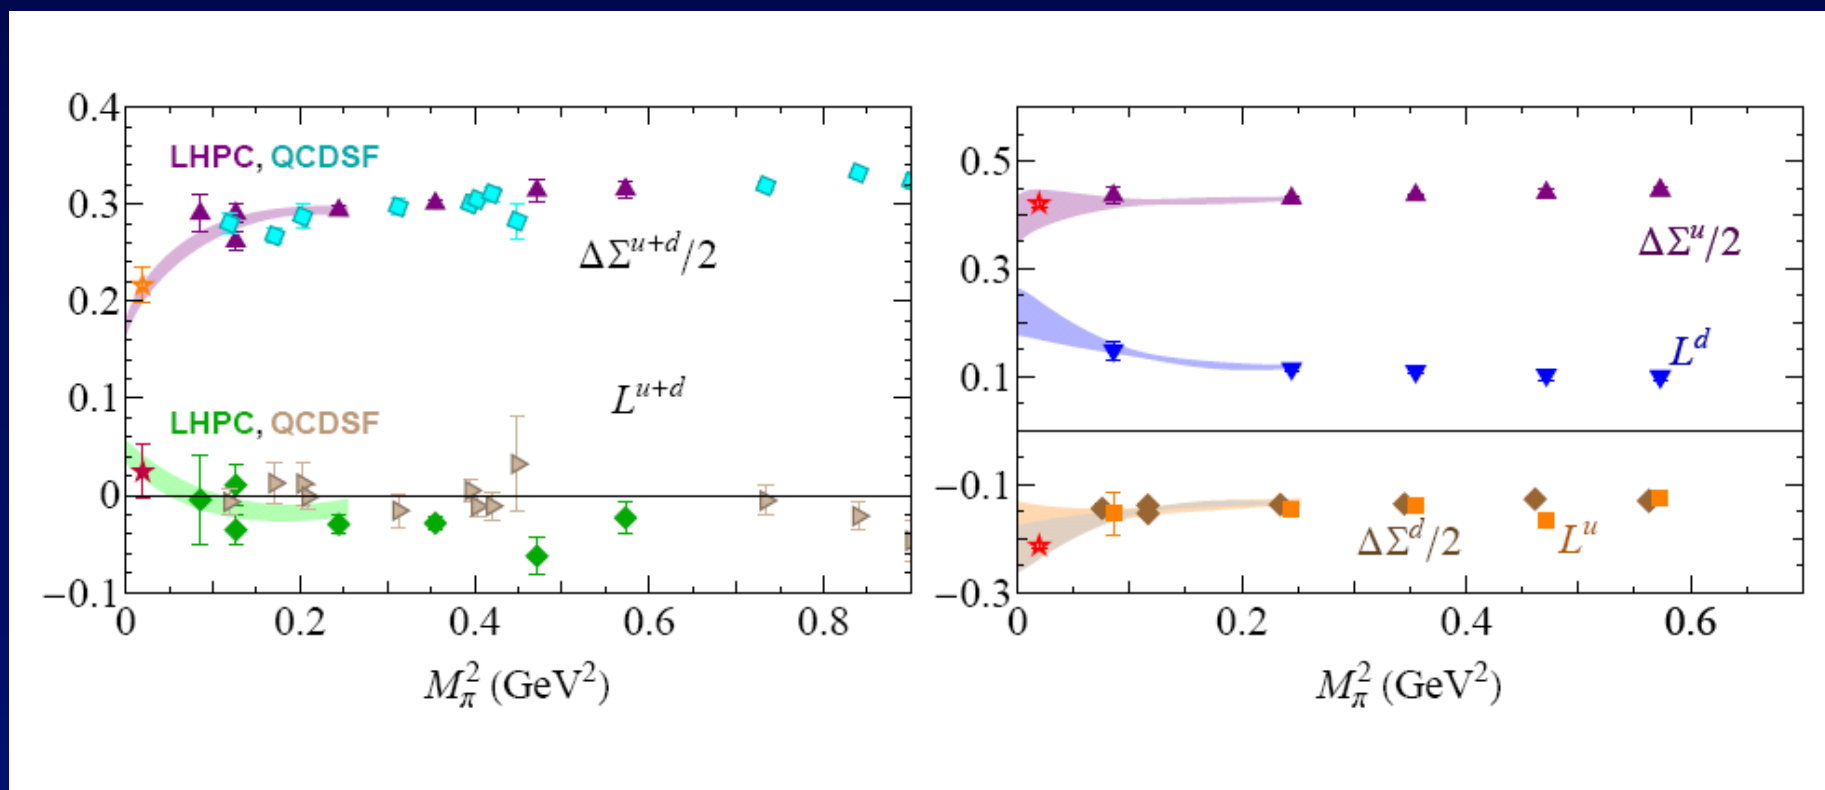 0.4
0.3
0.2
0.1
0
−0.1
LHPC, QCDSF
ΔΣ^{u+d}/2
L^{u+d}
LHPC, QCDSF
0 0.2 0.4 0.6 0.8
M_π^2 (GeV^2)
0.5
0.3
0.1
−0.1
−0.3
ΔΣ^u/2
L^d
ΔΣ^d/2
L^u
0 0.2 0.4 0.6
M_π^2 (GeV^2)